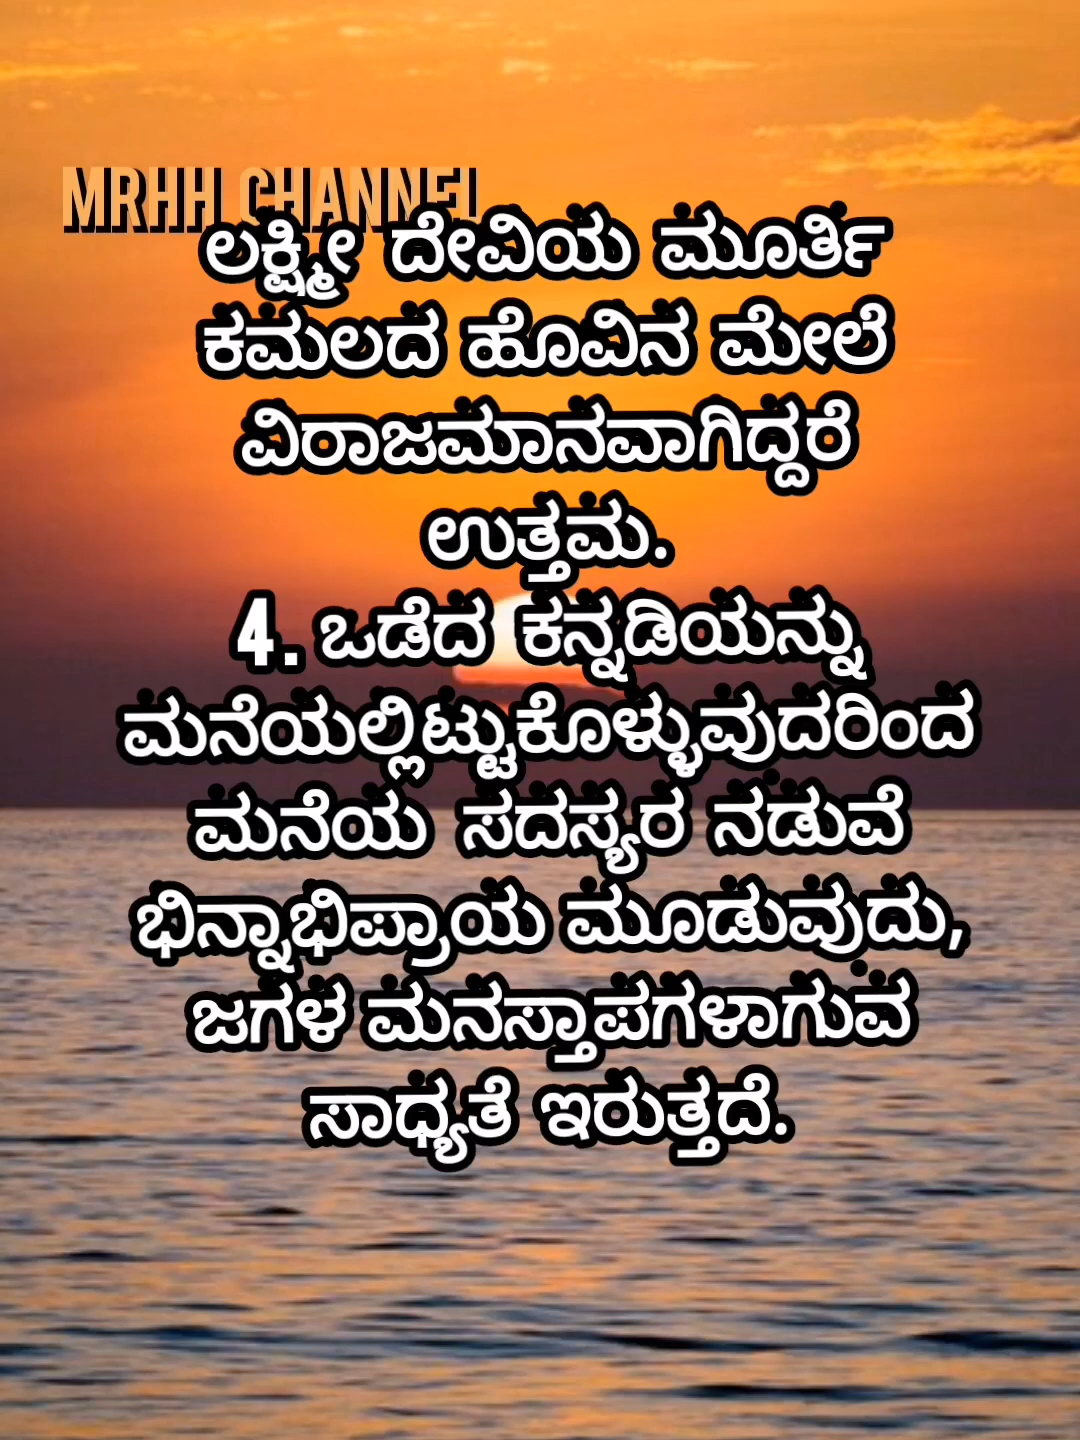 MRHH CHANNEL
ಲಕ್ಷ್ಮೀ ದೇವಿಯ ಮೂರ್ತಿ
ಕಮಲದ ಹೊವಿನ ಮೇಲೆ
ವಿರಾಜಮಾನವಾಗಿದ್ದರೆ
ಉತ್ತಮ.
4. ಒಡೆದ ಕನ್ನಡಿಯನ್ನು
ಮನೆಯಲ್ಲಿಟ್ಟುಕೊಳ್ಳುವುದರಿಂದ
ಮನೆಯ ಸದಸ್ಯರ ನಡುವೆ
ಭಿನ್ನಾಭಿಪ್ರಾಯ ಮೂಡುವುದು,
ಜಗಳ ಮನಸ್ತಾಪಗಳಾಗುವ
ಸಾಧ್ಯತೆ ಇರುತ್ತದೆ.